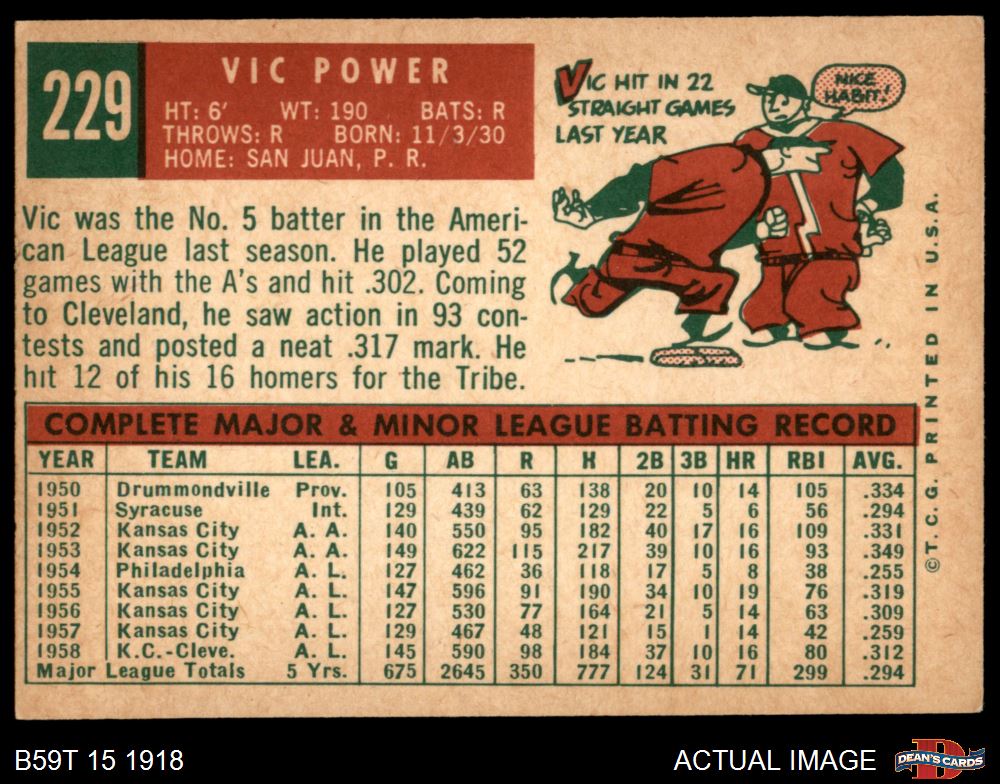 229
VIC POWER
HT: 6' WT: 190 BATS: R
THROWS: R BORN: 11/3/30
HOME: SAN JUAN, P. R.
VIC HIT IN 22
STRAIGHT GAMES
LAST YEAR
NICE
HABIT!
Vic was the No. 5 batter in the Ameri-
can League last season. He played 52
games with the A's and hit .302. Coming
to Cleveland, he saw action in 93 con-
tests and posted a neat .317 mark. He
hit 12 of his 16 homers for the Tribe.
COMPLETE MAJOR & MINOR LEAGUE BATTING RECORD
YEAR TEAM LEA. G AB R H 2B 3B HR RBI AVG.
1950 Drummondville Prov. 105 413 63 138 20 10 14 105 .334
1951 Syracuse Int. 129 439 62 129 22 5 6 56 .294
1952 Kansas City A. A. 140 550 95 182 40 17 16 109 .331
1953 Kansas City A. A. 149 622 115 217 39 10 16 93 .349
1954 Philadelphia A. L. 127 462 36 118 17 5 8 38 .255
1955 Kansas City A. L. 147 596 91 190 34 10 19 76 .319
1956 Kansas City A. L. 127 530 77 164 21 5 14 63 .309
1957 Kansas City A. L. 129 467 48 121 15 1 14 42 .259
1958 K.C.-Cleve. A. L. 145 590 98 184 37 10 16 80 .312
Major League Totals 5 Yrs. 675 2645 350 777 124 31 71 299 .294
©T. C. G. PRINTED IN U.S.A.
B59T 15 1918
ACTUAL IMAGE
DEAN'S CARDS